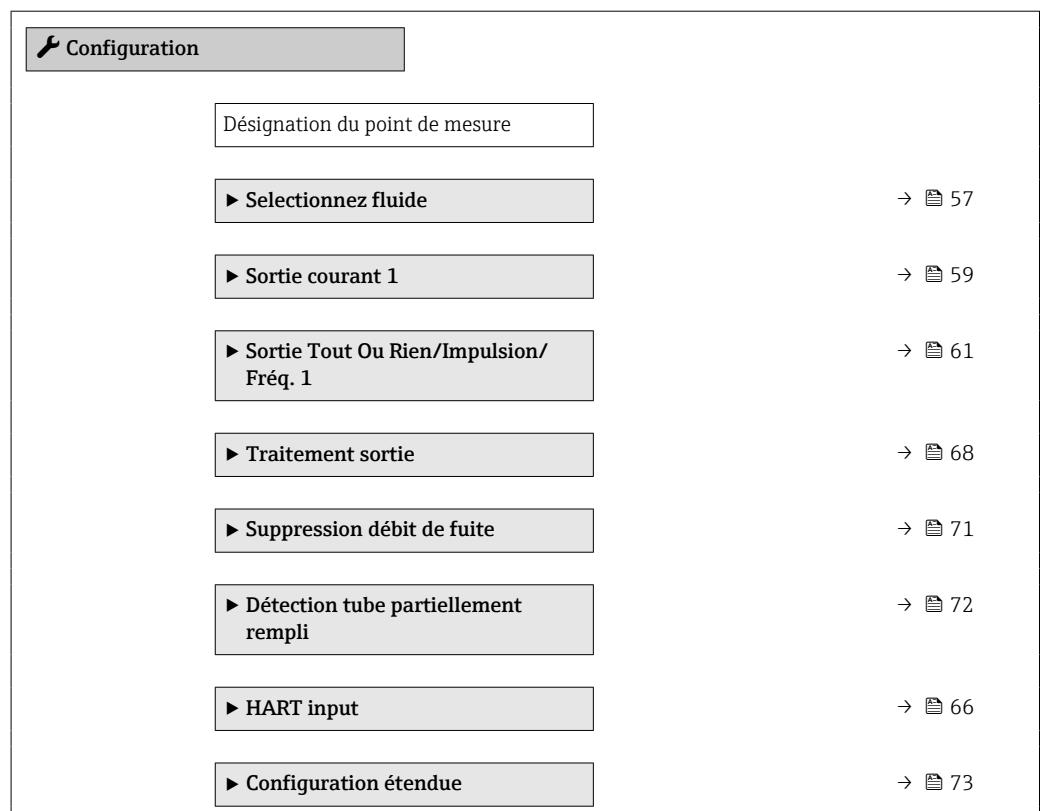 Configuration
Désignation du point de mesure
▶ Selectionnez fluide → 57
▶ Sortie courant 1 → 59
▶ Sortie Tout Ou Rien/Impulsion/ → 61
Fréq. 1
▶ Traitement sortie → 68
▶ Suppression débit de fuite → 71
▶ Détection tube partiellement → 72
rempli
▶ HART input → 66
▶ Configuration étendue → 73